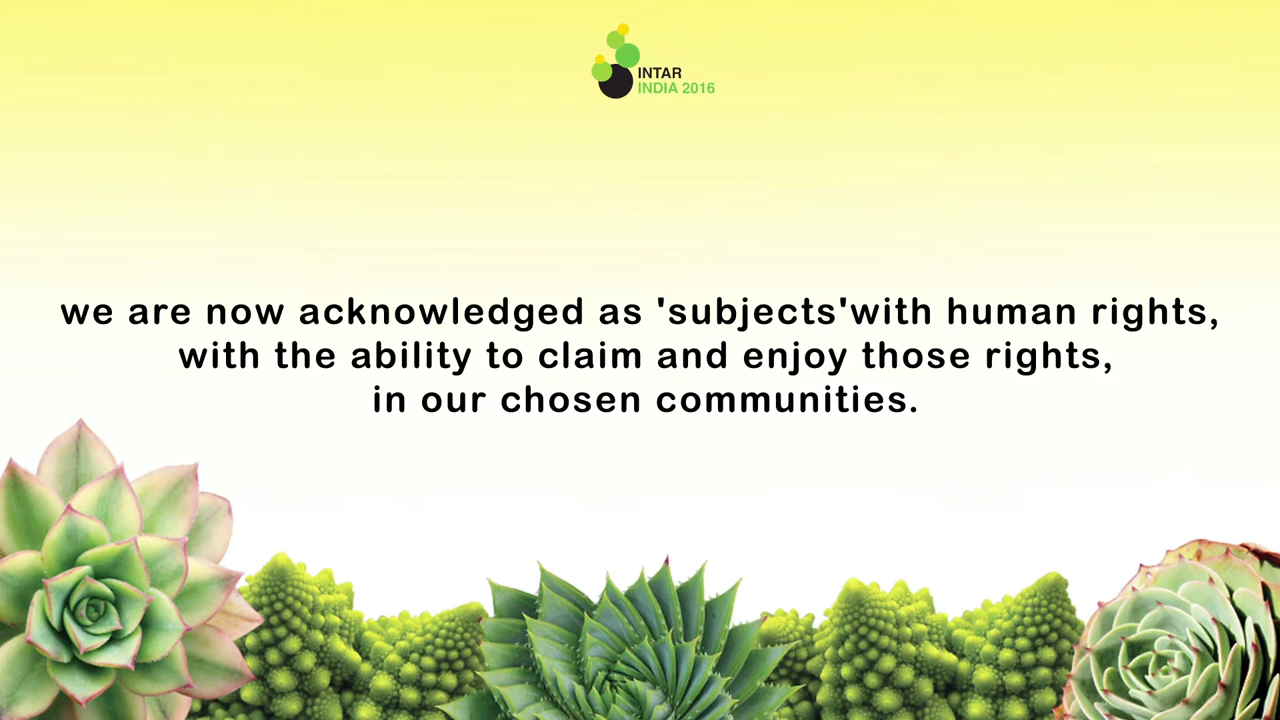 INTAR
INDIA 2016
we are now acknowledged as 'subjects'with human rights,
with the ability to claim and enjoy those rights,
in our chosen communities.